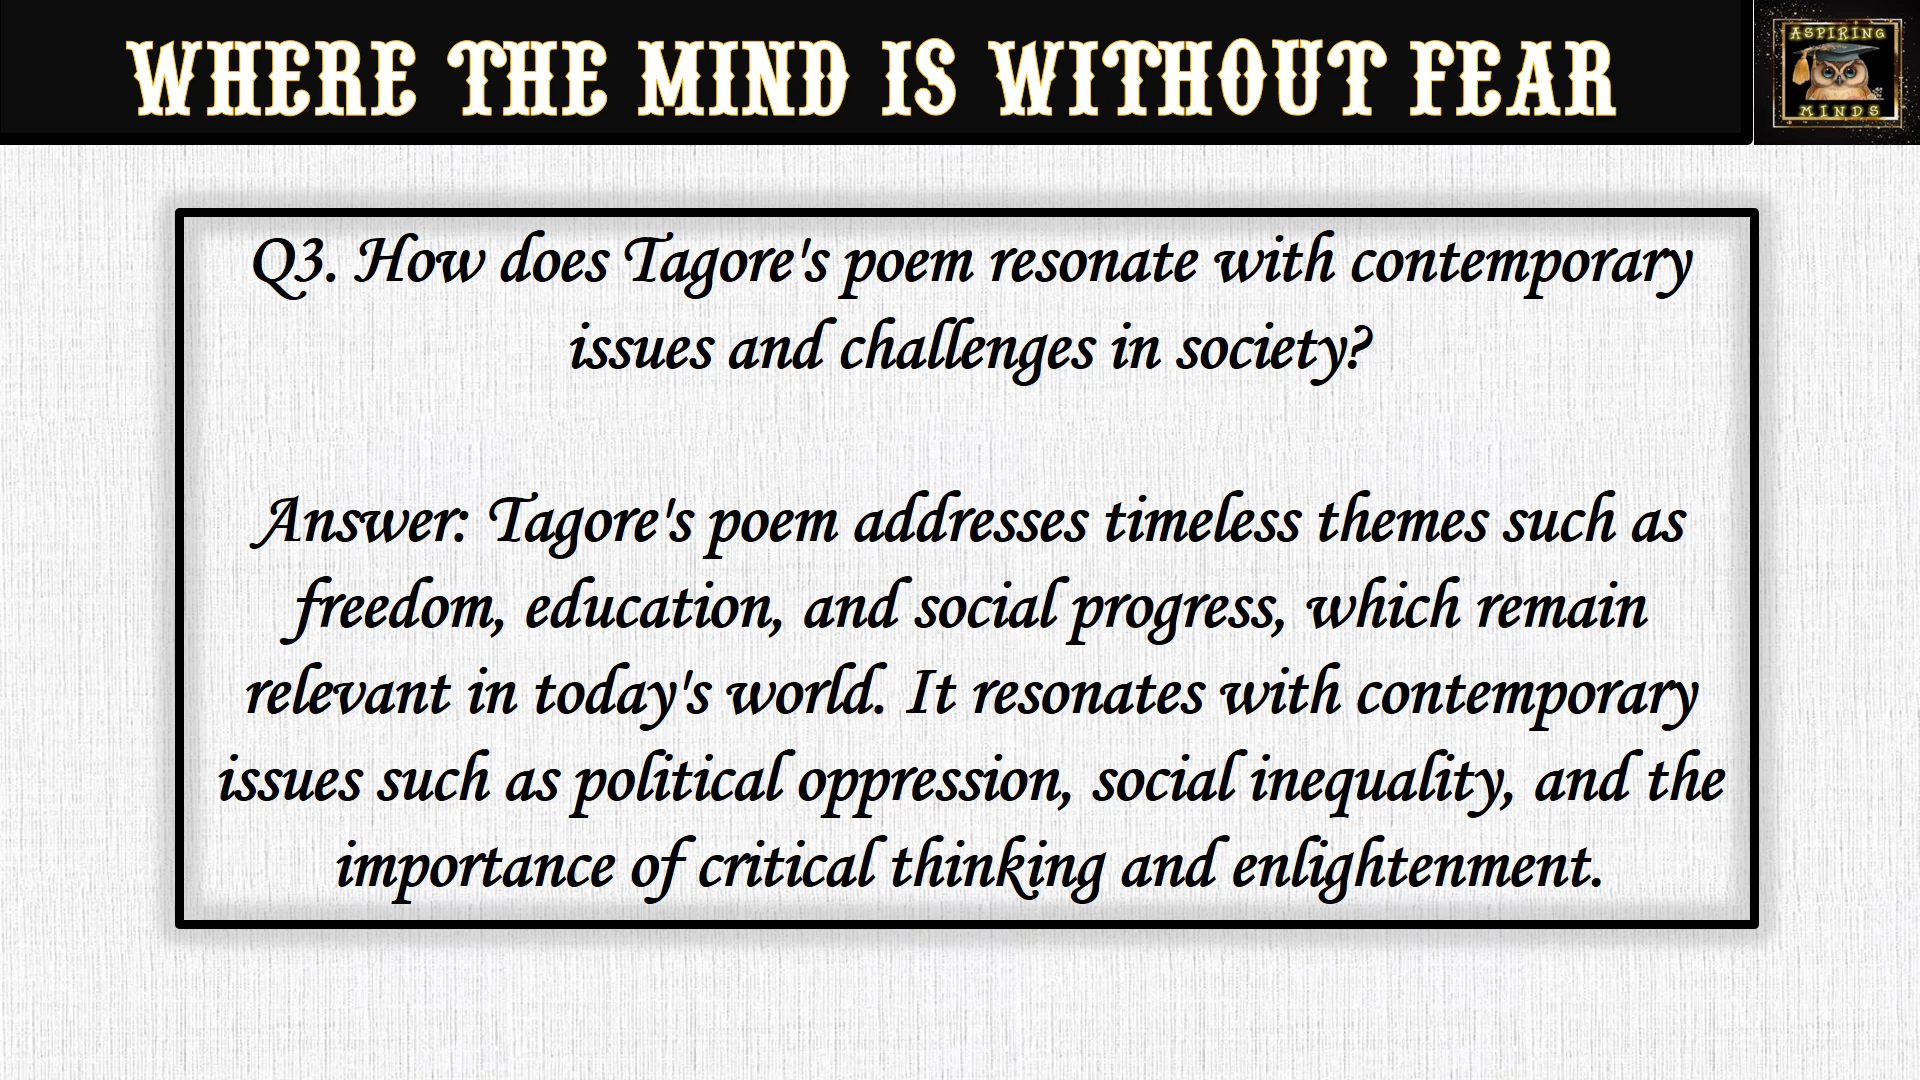 WHERE THE MIND IS WITHOUT FEAR
ASPIRING
MINDS
Q3. How does Tagore's poem resonate with contemporary
issues and challenges in society?
Answer: Tagore's poem addresses timeless themes such as
freedom, education, and social progress, which remain
relevant in today's world. It resonates with contemporary
issues such as political oppression, social inequality, and the
importance of critical thinking and enlightenment.